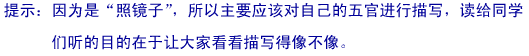 提示：因为是“照镜子”，所以主要应该对自己的五官进行描写，读给同学
们听的目的在于让大家看看描写得像不像。